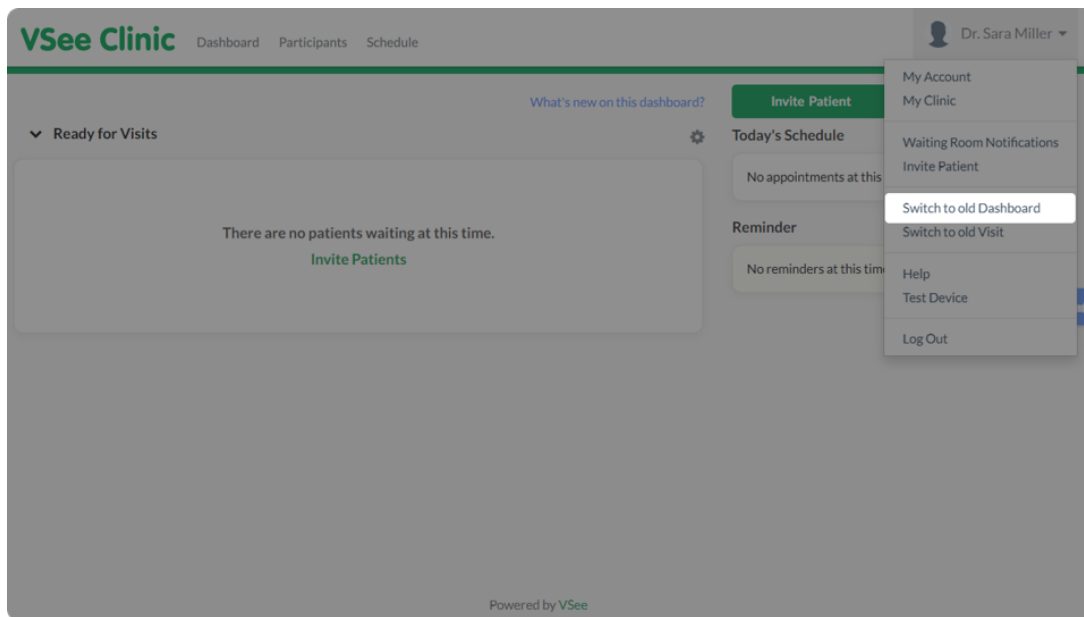 VSee Clinic Dashboard Participants Schedule Dr. Sara Miller
What's new on this dashboard?
Ready for Visits
There are no patients waiting at this time.
Invite Patients
Invite Patient
Today's Schedule
No appointments at this
Reminder
No reminders at this time
My Account
My Clinic
Waiting Room Notifications
Invite Patient
Switch to old Dashboard
Switch to old Visit
Help
Test Device
Log Out
Powered by VSee